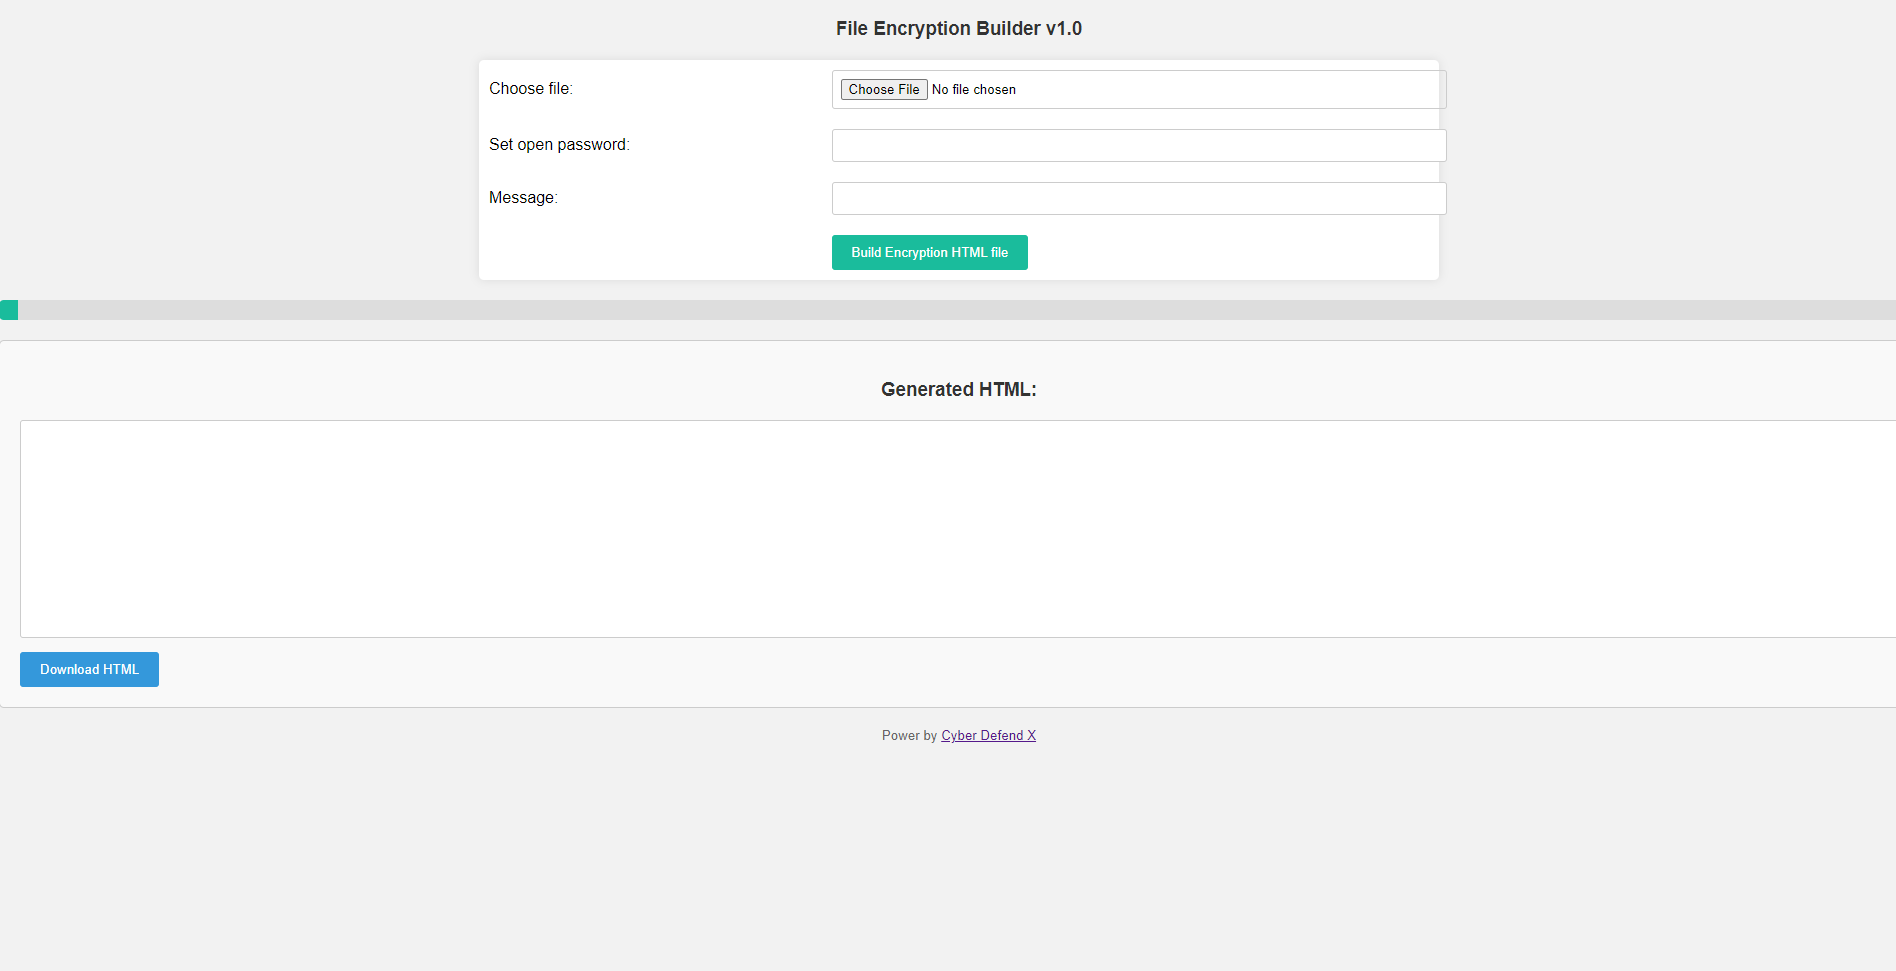 File Encryption Builder v1.0
Choose file:
Choose File No file chosen
Set open password:
Message:
Build Encryption HTML file
Generated HTML:
Download HTML
Power by Cyber Defend X